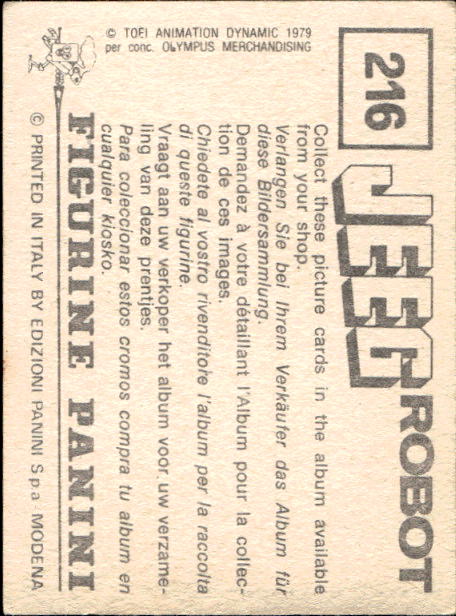 © TOEI ANIMATION DYNAMIC 1979
per conc. OLYMPUS MERCHANDISING
216
JEEG ROBOT
Collect these picture cards in the album available
from your shop.
Verlangen Sie bei Ihrem Verkäufer das Album für
diese Bildersammlung.
Demandez à votre détaillant l'Album pour la collec-
tion de ces images.
Chiedete al vostro rivenditore l'album per la raccolta
di queste figurine.
Vraagt aan uw verkoper het album voor uw verzame-
ling van deze prentjes.
Para coleccionar estos cromos compra tu album en
cualquier kiosko.
FIGURINE PANINI
© PRINTED IN ITALY BY EDIZIONI PANINI S.p.a - MODENA